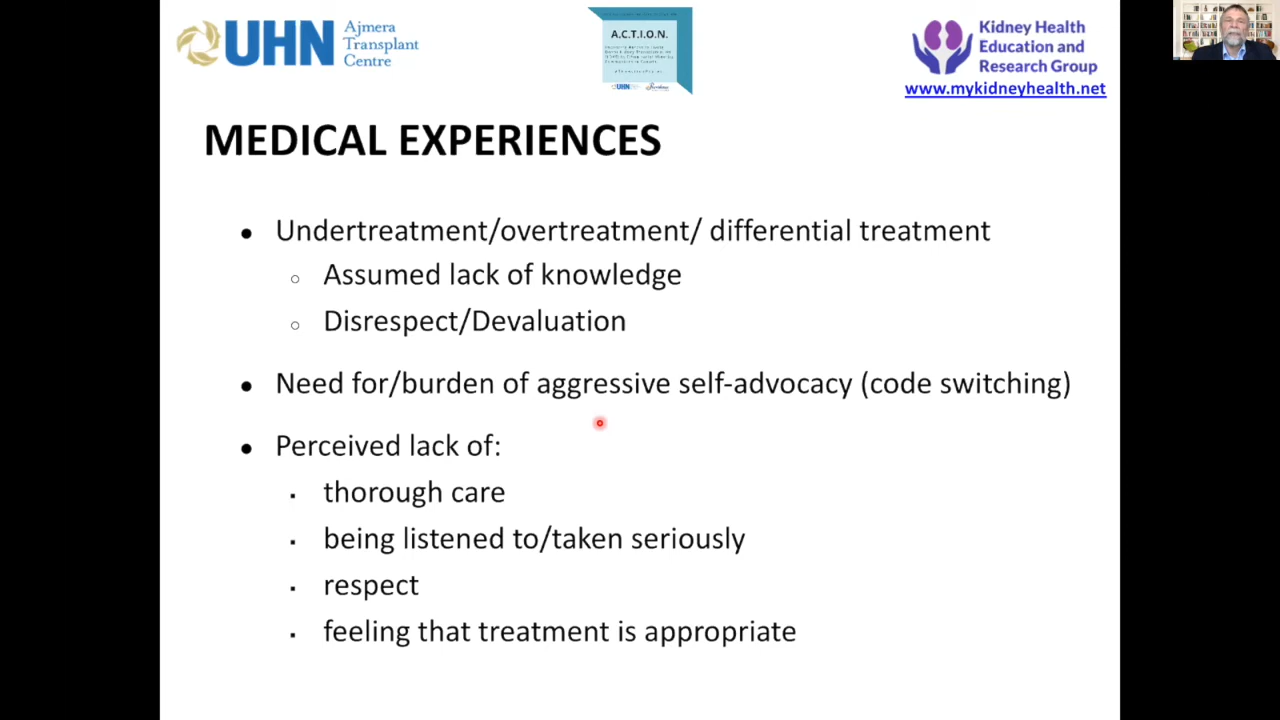 UHN
Ajmera
Transplant
Centre
A.C.T.I.O.N.
UHN
Kidney Health
Education and
Research Group
www.mykidneyhealth.net
MEDICAL EXPERIENCES
● Undertreatment/overtreatment/ differential treatment
○ Assumed lack of knowledge
○ Disrespect/Devaluation
● Need for/burden of aggressive self-advocacy (code switching)
● Perceived lack of:
▪ thorough care
▪ being listened to/taken seriously
▪ respect
▪ feeling that treatment is appropriate